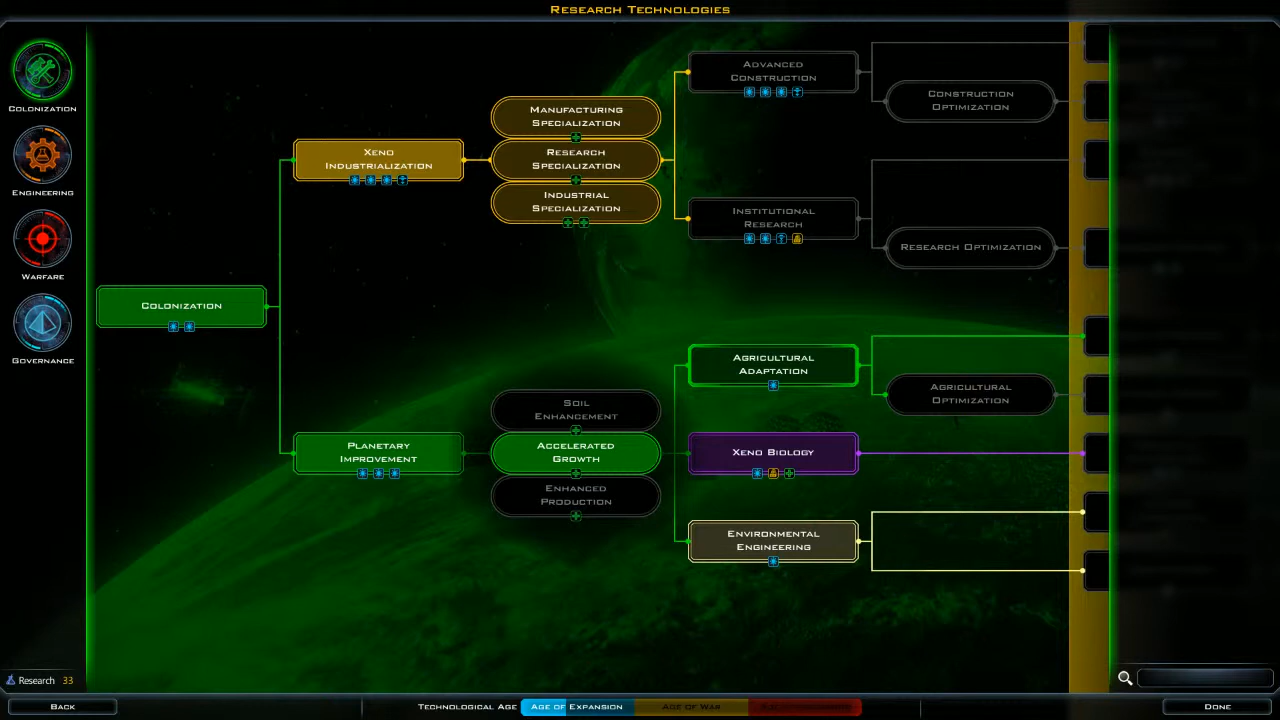 Research Technologies
Colonization
Engineering
Warfare
Governance
Colonization
Xeno
Industrialization
Planetary
Improvement
Manufacturing
Specialization
Research
Specialization
Industrial
Specialization
Soil
Enhancement
Accelerated
Growth
Enhanced
Production
Advanced
Construction
Institutional
Research
Agricultural
Adaptation
Xeno Biology
Environmental
Engineering
Construction
Optimization
Research Optimization
Agricultural
Optimization
Research 33
Back
Technological Age
Age of Expansion
Age of War
Done